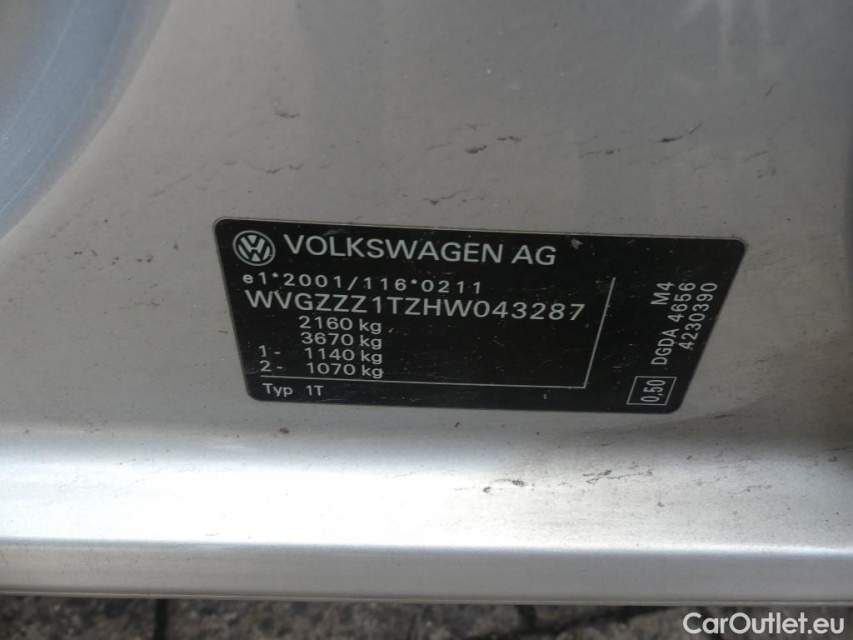 VOLKSWAGEN AG
e1*2001/116*0211
WVGZZZ1TZHW043287
2160 kg
3670 kg
1- 1140 kg
2- 1070 kg
Typ 1T
M4
DGDA 4656
A230390
0,50
CarOutlet.eu